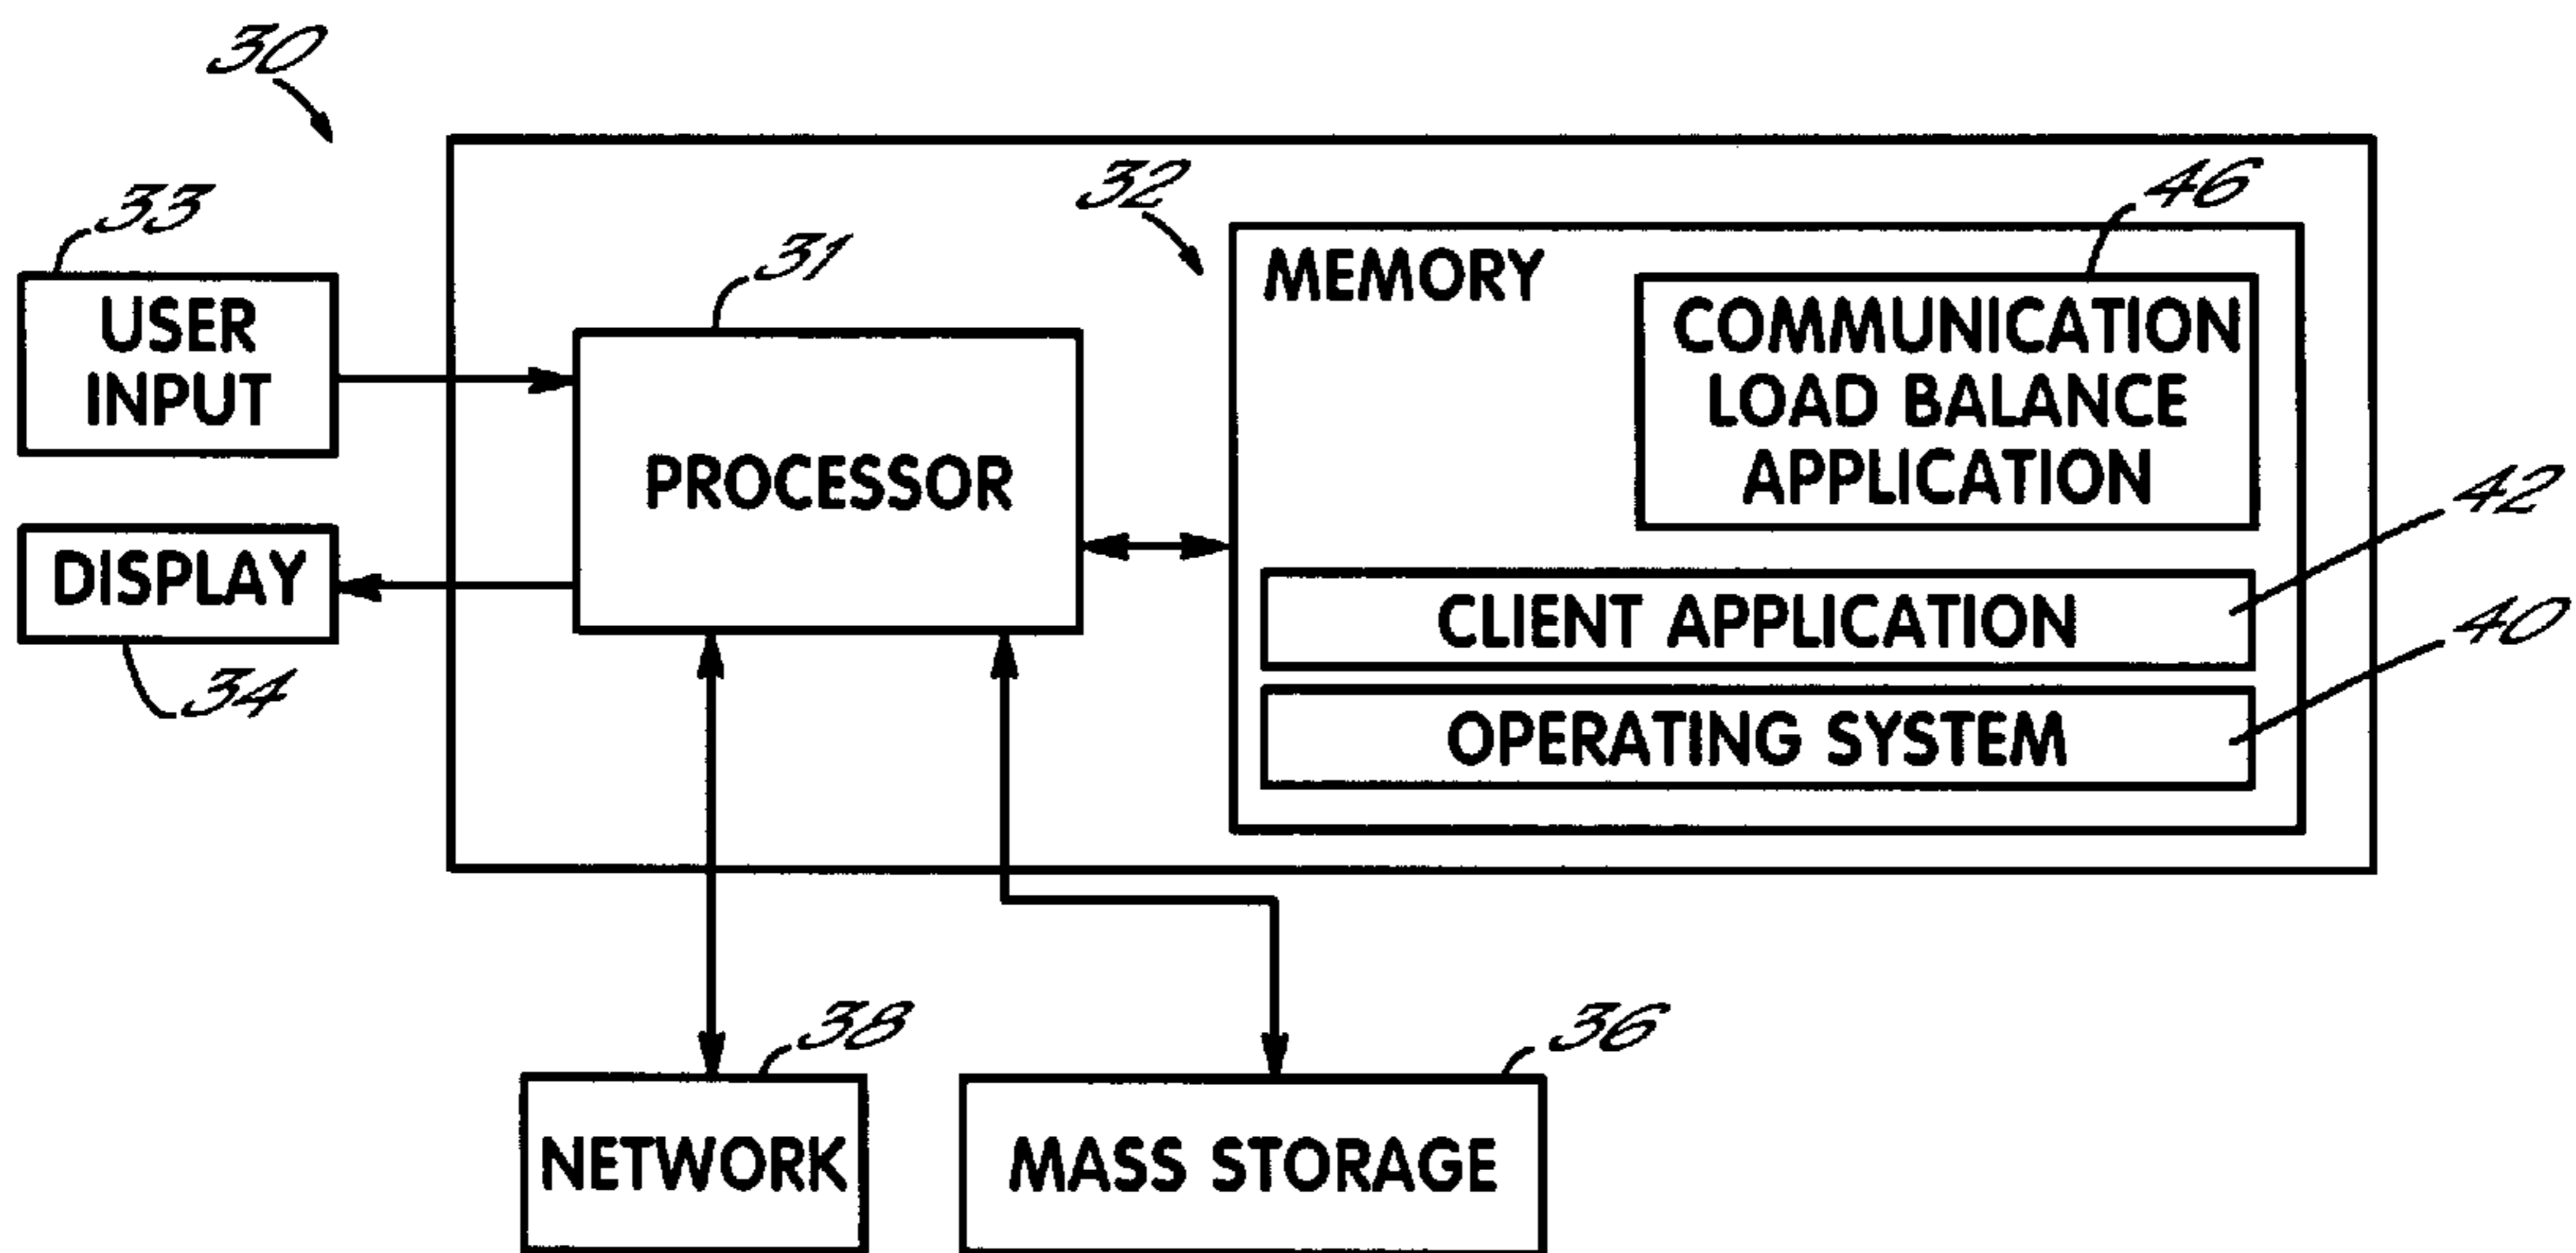 30
33
32
46
31
USER
INPUT
MEMORY
COMMUNICATION
LOAD BALANCE
APPLICATION
PROCESSOR
42
DISPLAY
CLIENT APPLICATION
40
34
OPERATING SYSTEM
38
36
NETWORK
MASS STORAGE